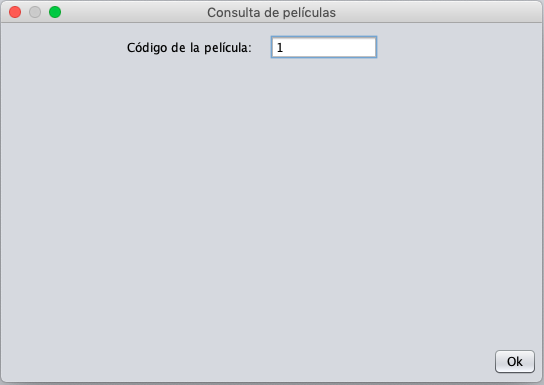 Consulta de películas
Código de la película: 1
Ok